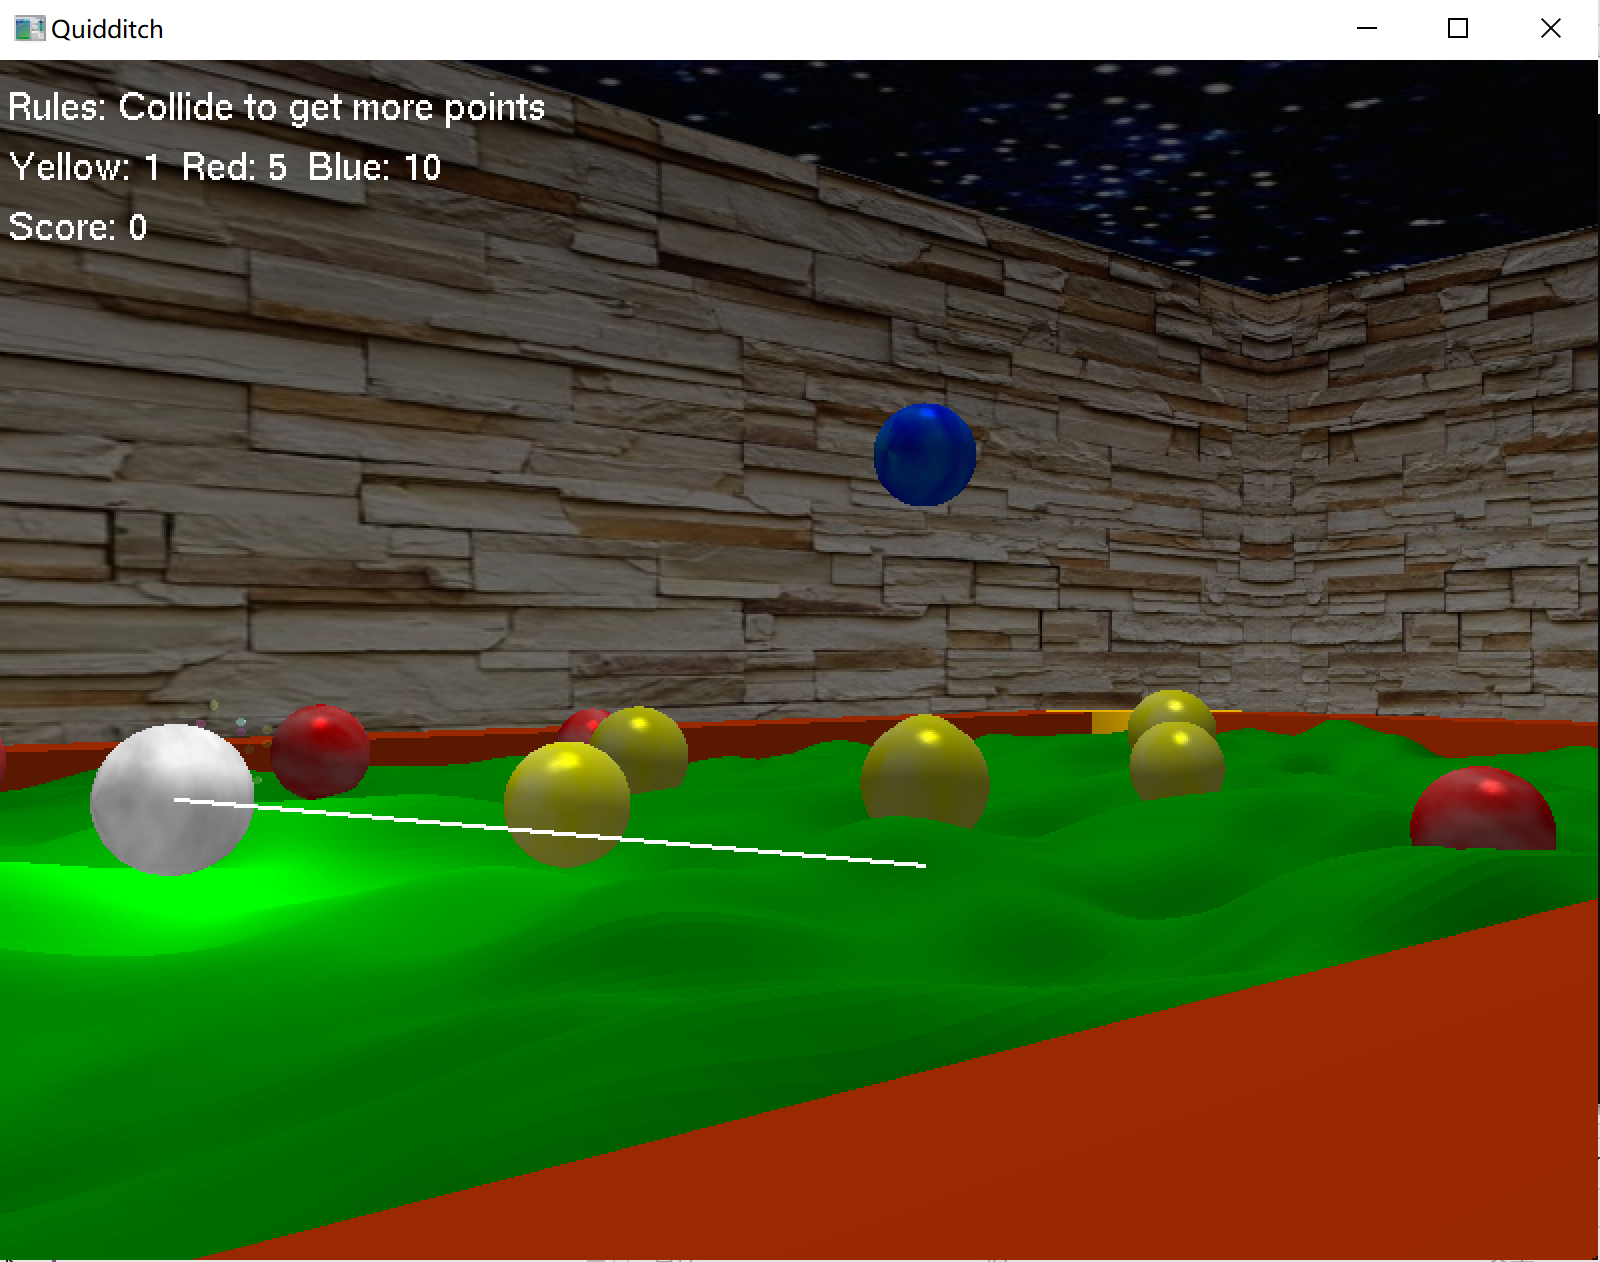 Quidditch
Rules: Collide to get more points
Yellow: 1 Red: 5 Blue: 10
Score: 0